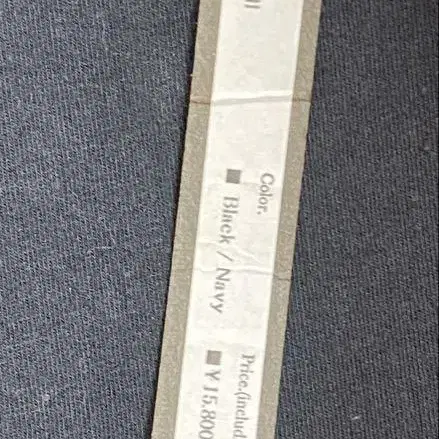 Color.
■ Black / Navy
Price.(includ
■ ¥15,800